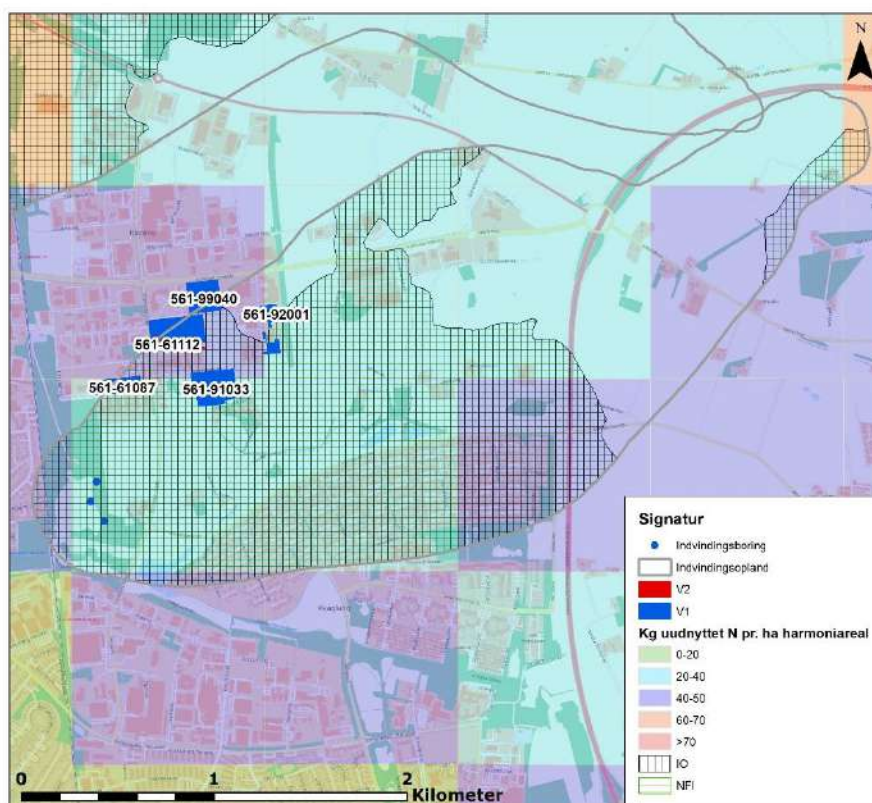 N
561-99040
561-92001
561-61112
561-61087
561-91033
Signatur
Indvindingsboring
Indvindingsopland
V2
V1
Kg uudnyttet N pr. ha harmoniareal
0-20
20-40
40-50
60-70
>70
IO
NFI
0 1 2
Kilometer